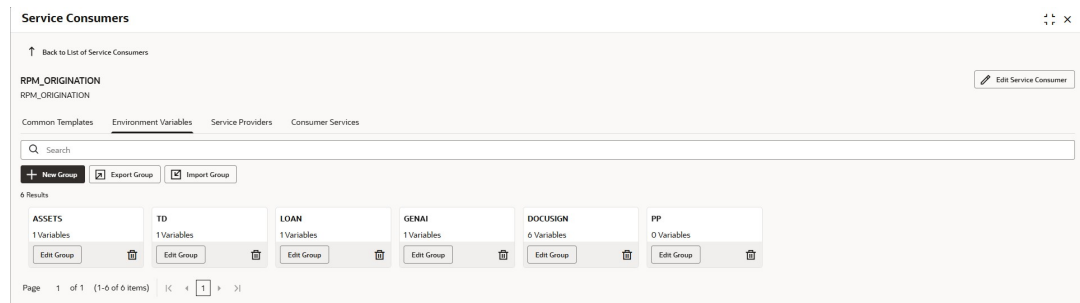 Service Consumers
Back to List of Service Consumers
RPM_ORIGINATION
Edit Service Consumer
RPM_ORIGINATION
Common Templates Environment Variables Service Providers Consumer Services
Search
New Group Export Group Import Group
6 Results
ASSETS TD LOAN GENAI DOCUSIGN PP
1 Variables 1 Variables 1 Variables 1 Variables 6 Variables 0 Variables
Edit Group Edit Group Edit Group Edit Group Edit Group Edit Group
Page 1 of 1 (1-6 of 6 items) 1